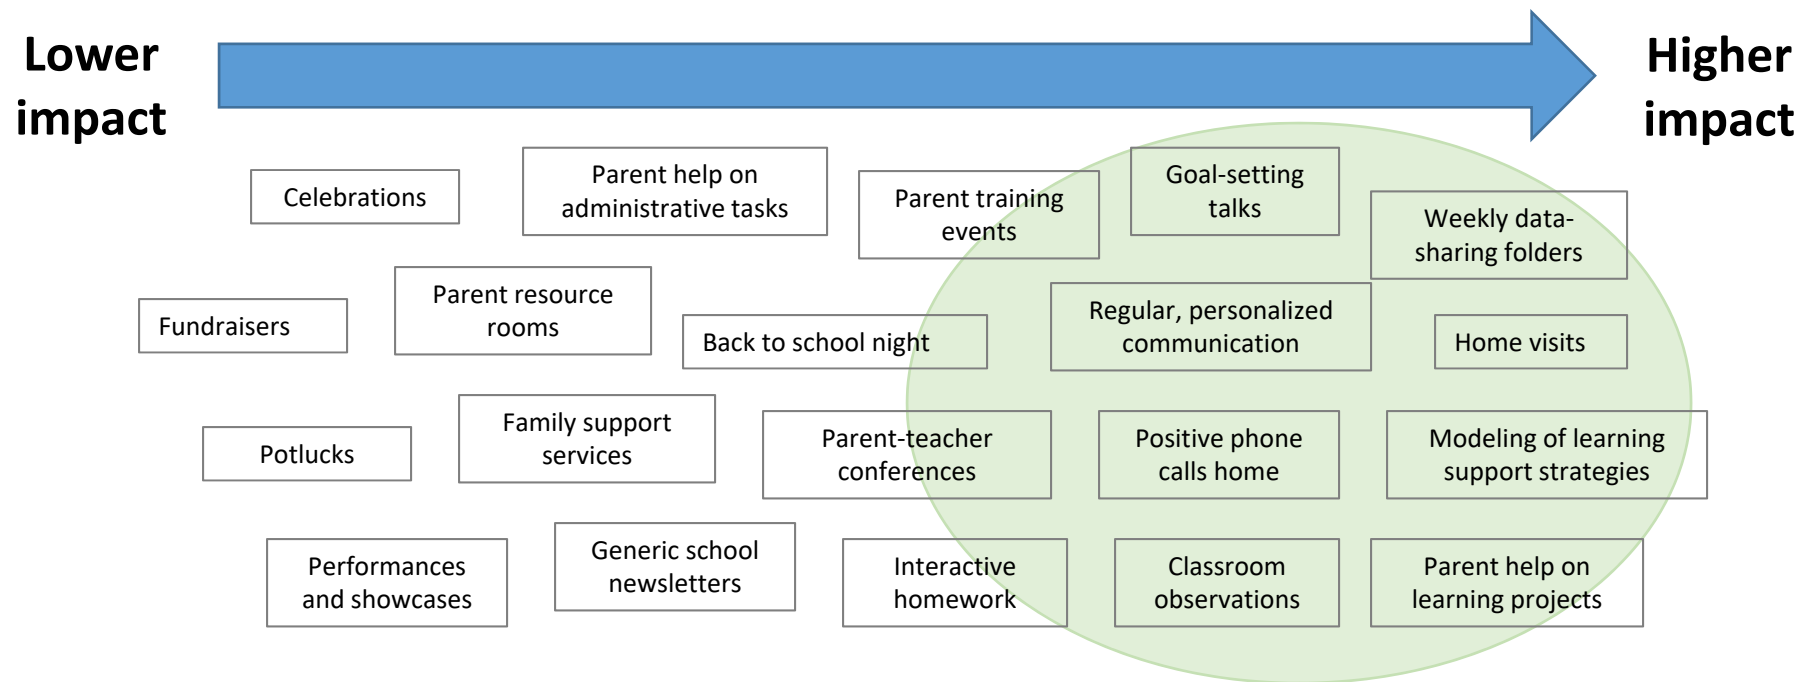 Lower
impact
Higher
impact
Celebrations
Parent help on
administrative tasks
Parent training
events
Goal-setting
talks
Weekly data-
sharing folders
Fundraisers
Parent resource
rooms
Back to school night
Regular, personalized
communication
Home visits
Potlucks
Family support
services
Parent-teacher
conferences
Positive phone
calls home
Modeling of learning
support strategies
Performances
and showcases
Generic school
newsletters
Interactive
homework
Classroom
observations
Parent help on
learning projects